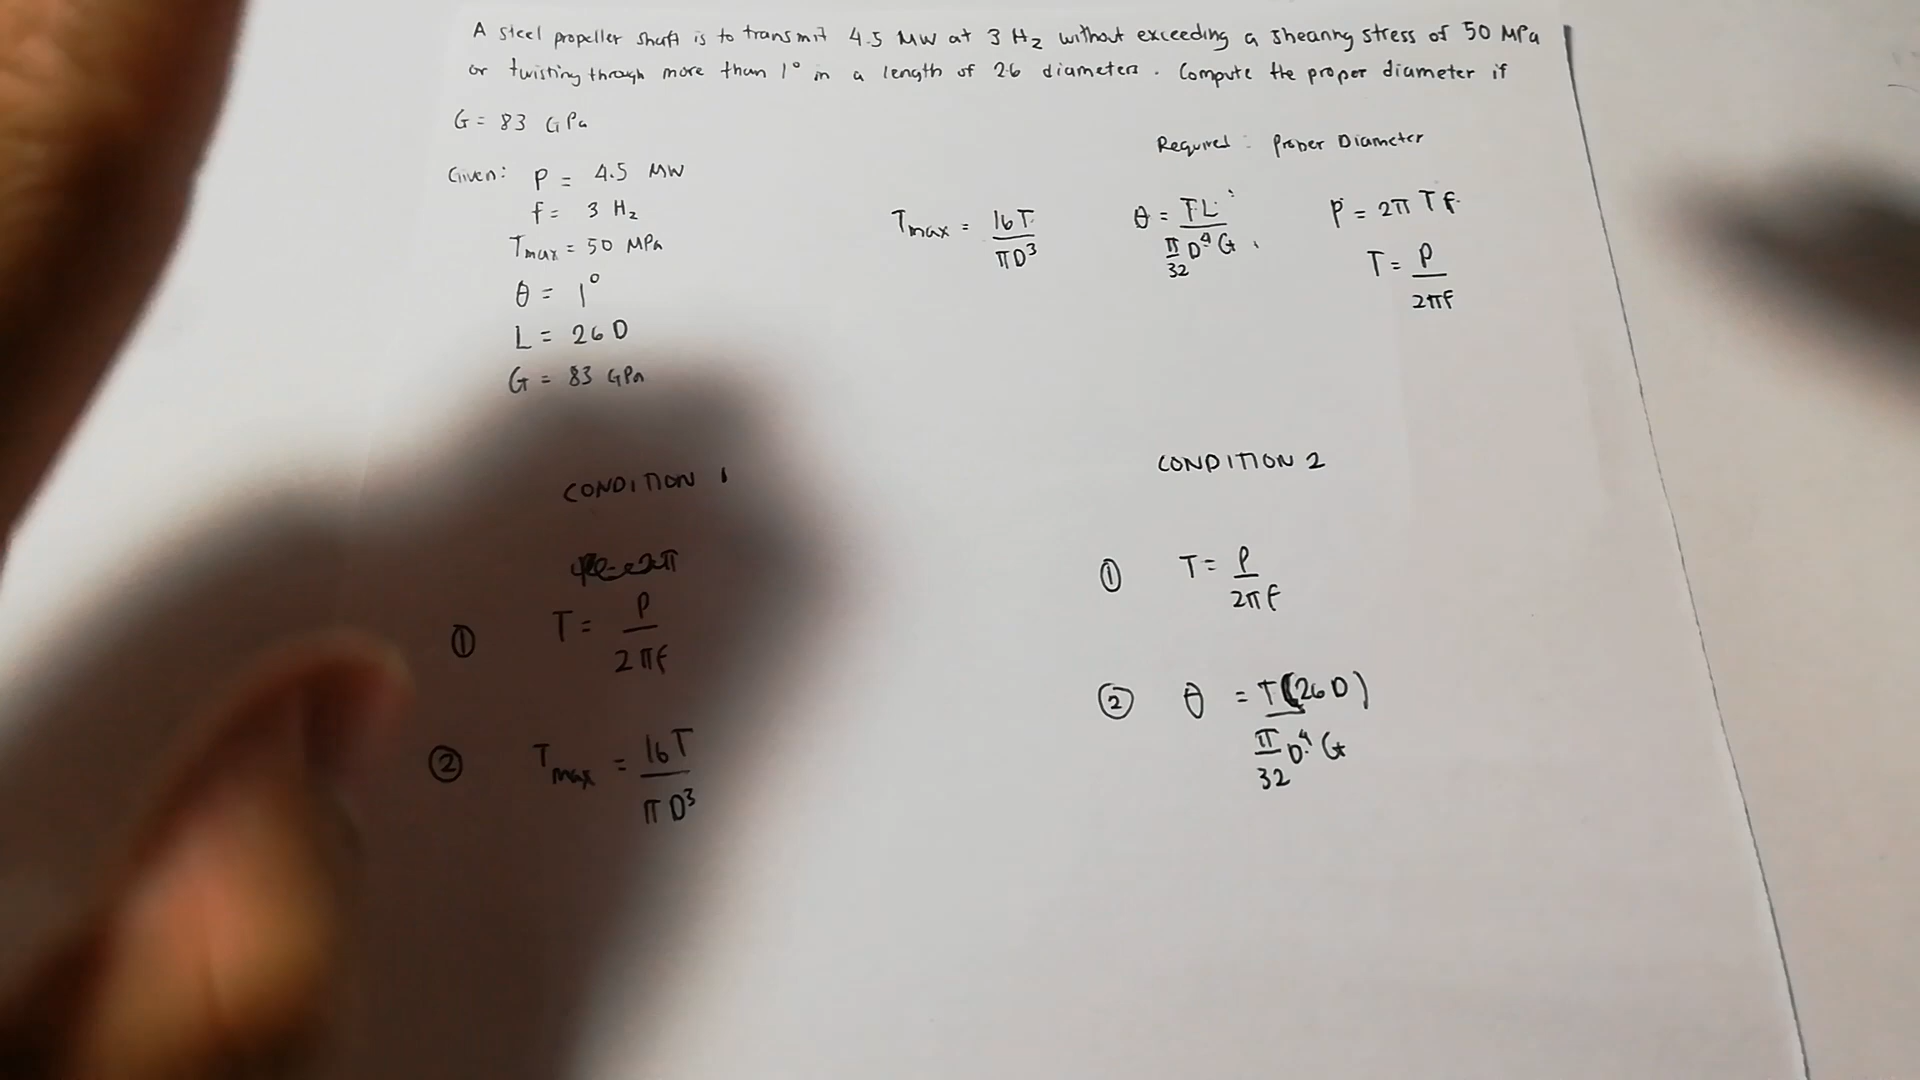 A steel propeller shaft is to transmit 4.5 MW at 3 Hz without exceeding a shearing stress of 50 MPa
or twisting through more than 1° in a length of 26 diameters. Compute the proper diameter if
G = 83 GPa
Required: Proper Diameter
Given: P = 4.5 MW
f = 3 Hz
Tmax = 50 MPa
θ = 1°
L = 26 D
G = 83 GPa
Tmax = 16T / πD³
θ = TL / π/32 D⁴ G
P = 2π T f
T = P / 2πf
CONDITION 1
① T = P / 2πf
② Tmax = 16T / πD³
CONDITION 2
① T = P / 2πf
② θ = T(26D) / π/32 D⁴ G